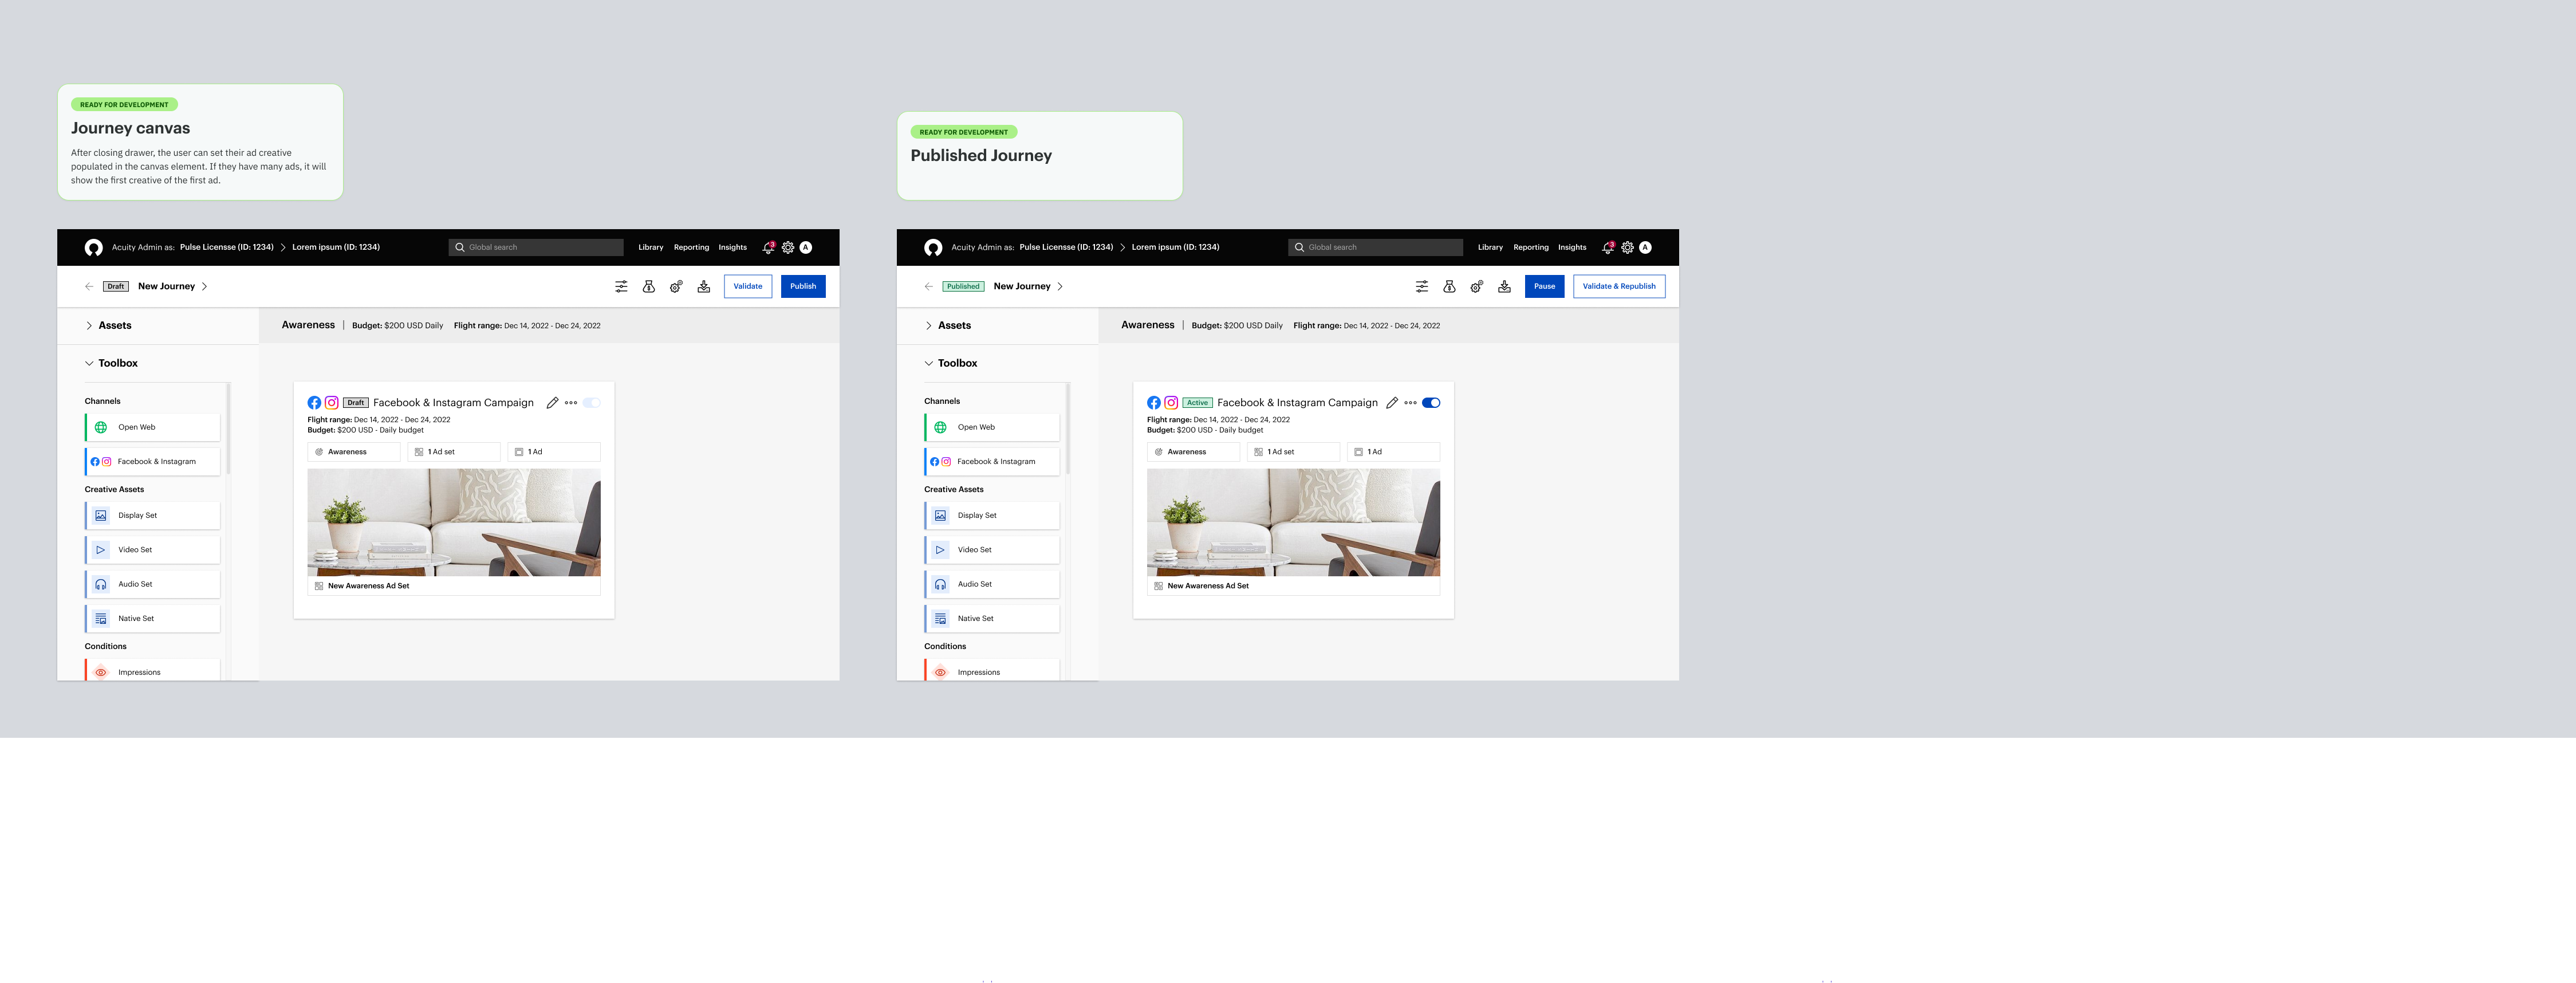 READY FOR DEVELOPMENT
Journey canvas
After closing drawer, the user can set their ad creative
populated in the canvas element. If they have many ads, it will
show the first creative of the first ad.
READY FOR DEVELOPMENT
Published Journey
Acuity Admin as: Pulse Licensse (ID: 1234) Lorem ipsum (ID: 1234)
Global search
Library Reporting Insights 3 A
Draft New Journey
Validate Publish
Assets
Awareness Budget: $200 USD Daily Flight range: Dec 14, 2022 - Dec 24, 2022
Toolbox
Channels
Open Web
Facebook & Instagram
Creative Assets
Display Set
Video Set
Audio Set
Native Set
Conditions
Impressions
Draft Facebook & Instagram Campaign
Flight range: Dec 14, 2022 - Dec 24, 2022
Budget: $200 USD - Daily budget
Awareness 1 Ad set 1 Ad
New Awareness Ad Set
Acuity Admin as: Pulse Licensse (ID: 1234) Lorem ipsum (ID: 1234)
Global search
Library Reporting Insights 3 A
Published New Journey
Pause Validate & Republish
Assets
Awareness Budget: $200 USD Daily Flight range: Dec 14, 2022 - Dec 24, 2022
Toolbox
Channels
Open Web
Facebook & Instagram
Creative Assets
Display Set
Video Set
Audio Set
Native Set
Conditions
Impressions
Active Facebook & Instagram Campaign
Flight range: Dec 14, 2022 - Dec 24, 2022
Budget: $200 USD - Daily budget
Awareness 1 Ad set 1 Ad
New Awareness Ad Set